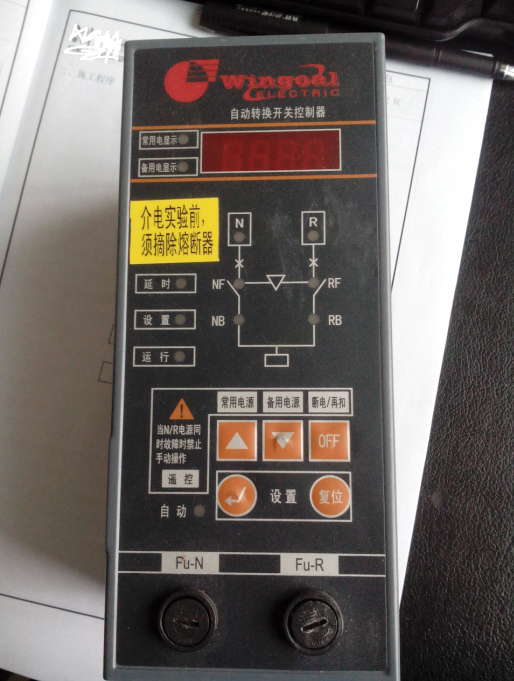 施工程序
Wingoal
ELECTRIC
自动转换开关控制器
常用电显示
备用电显示
介电实验前，
须摘除熔断器
N
R
延时
NF
RF
设置
NB
RB
运行
常用电源
备用电源
断电/再扣
当N/R电源同
时故障时禁止
手动操作
OFF
遥控
设置
复位
自动
Fu-N
Fu-R